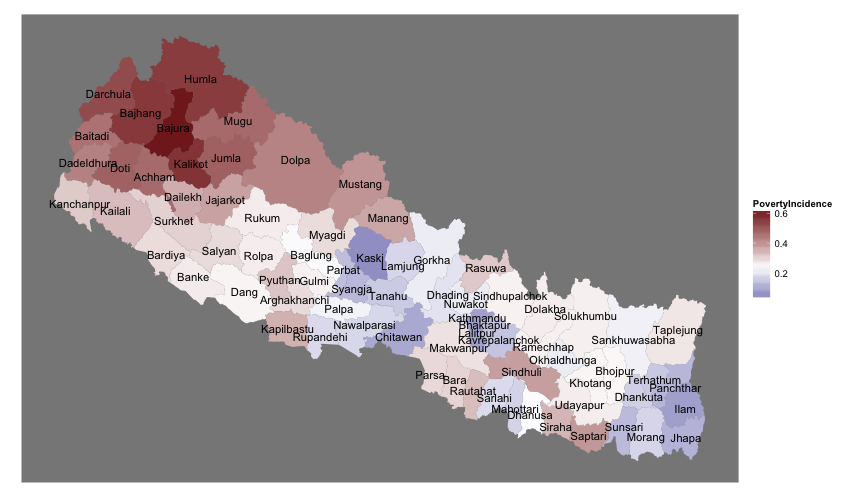 Humla
Darchula
Bajhang
Mugu
Bajura
Baitadi
Dadeldhura
Doti
Kalikot
Jumla
Dolpa
Achham
Mustang
Dailekh
Jajarkot
Kanchanpur
Kailali
Surkhet
Rukum
Manang
Myagdi
Bardiya
Salyan
Rolpa
Baglung
Kaski
Lamjung
Gorkha
Parbat
Rasuwa
Banke
Pyuthan
Gulmi
Syangja
Tanahu
Dang
Arghakhanchi
Dhading
Sindhupalchok
Nuwakot
Palpa
Dolakha
Solukhumbu
Kathmandu
Bhaktapur
Lalitpur
Kapilbastu
Nawalparasi
Rupandehi
Chitawan
Kavrepalanchok
Taplejung
Sankhuwasabha
Makwanpur
Ramechhap
Okhaldhunga
Parsa
Bara
Sindhuli
Bhojpur
Khotang
Terhathum
Panchthar
Rautahat
Sarlahi
Dhankuta
Mahottari
Dhanusa
Udayapur
Ilam
Siraha
Saptari
Sunsari
Morang
Jhapa
PovertyIncidence
0.6
0.4
0.2